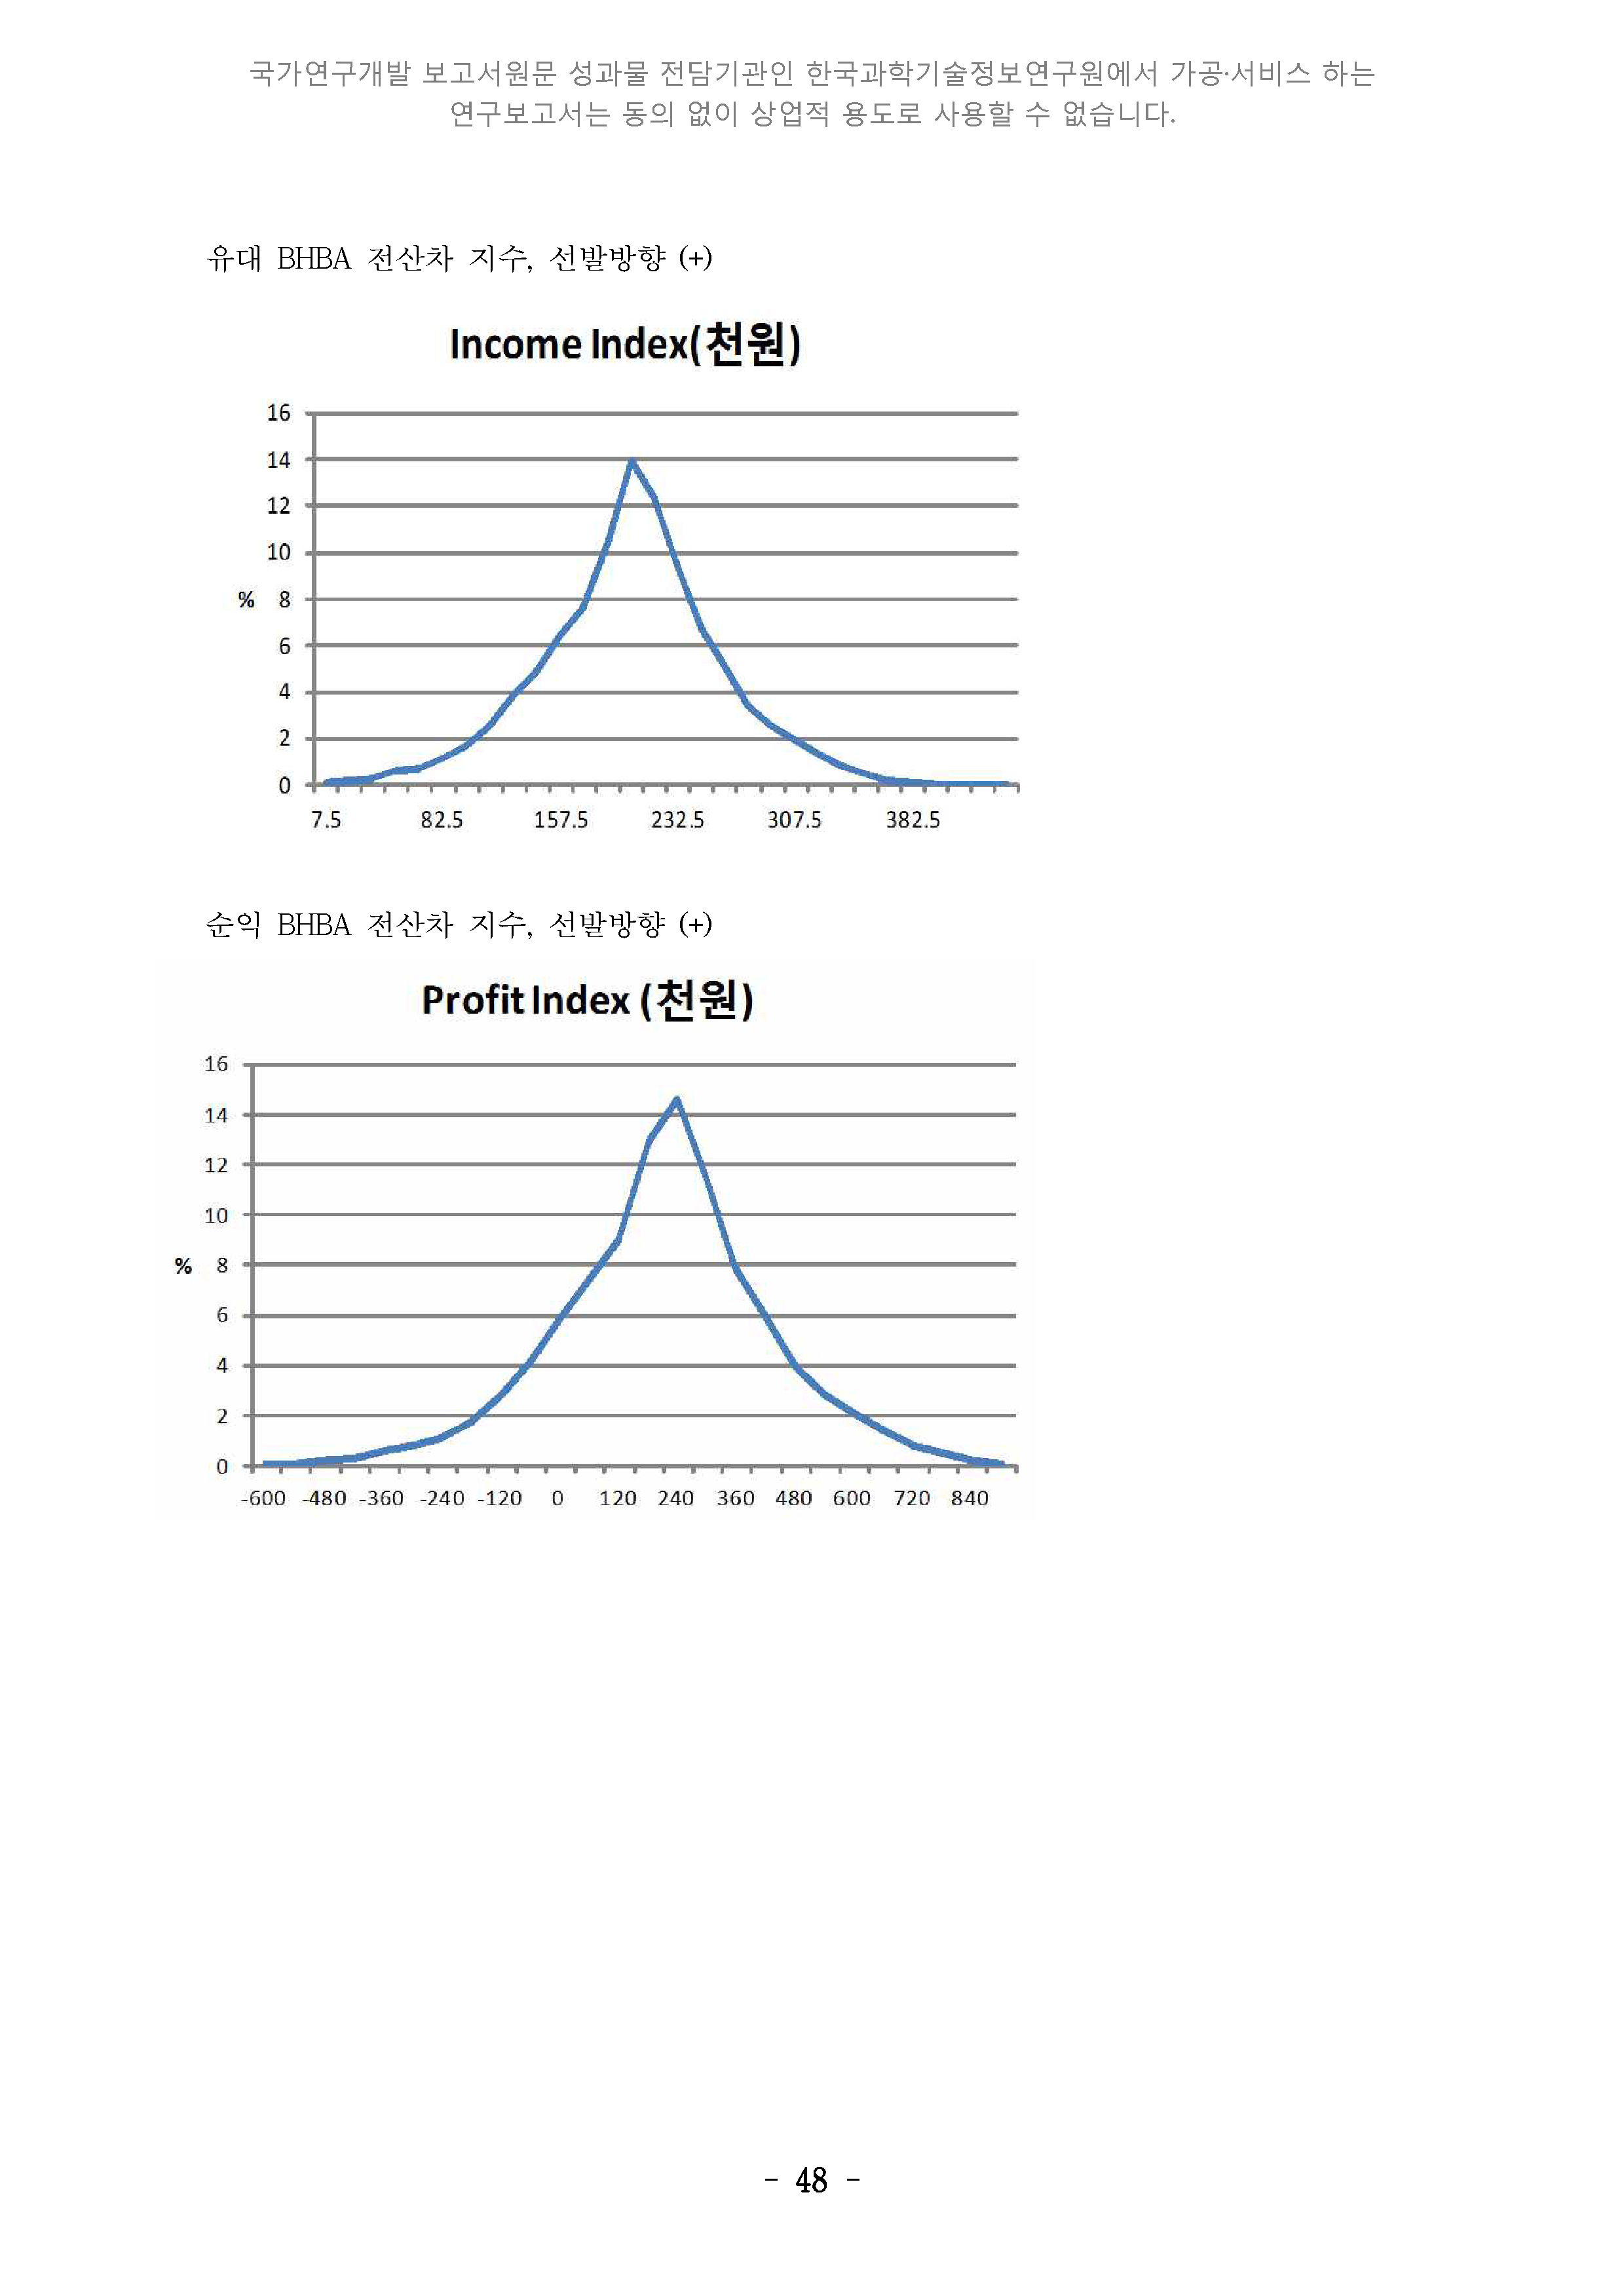 국가연구개발 보고서원문 성과물 전담기관인 한국과학기술정보연구원에서 가공·서비스 하는
연구보고서는 동의 없이 상업적 용도로 사용할 수 없습니다.
유대 BHBA 전산차 지수, 선발방향 (+)
Income Index(천원)
16
14
12
10
% 8
6
4
2
0
7.5 82.5 157.5 232.5 307.5 382.5
순익 BHBA 전산차 지수, 선발방향 (+)
Profit Index (천원)
16
14
12
10
% 8
6
4
2
0
-600 -480 -360 -240 -120 0 120 240 360 480 600 720 840
- 48 -